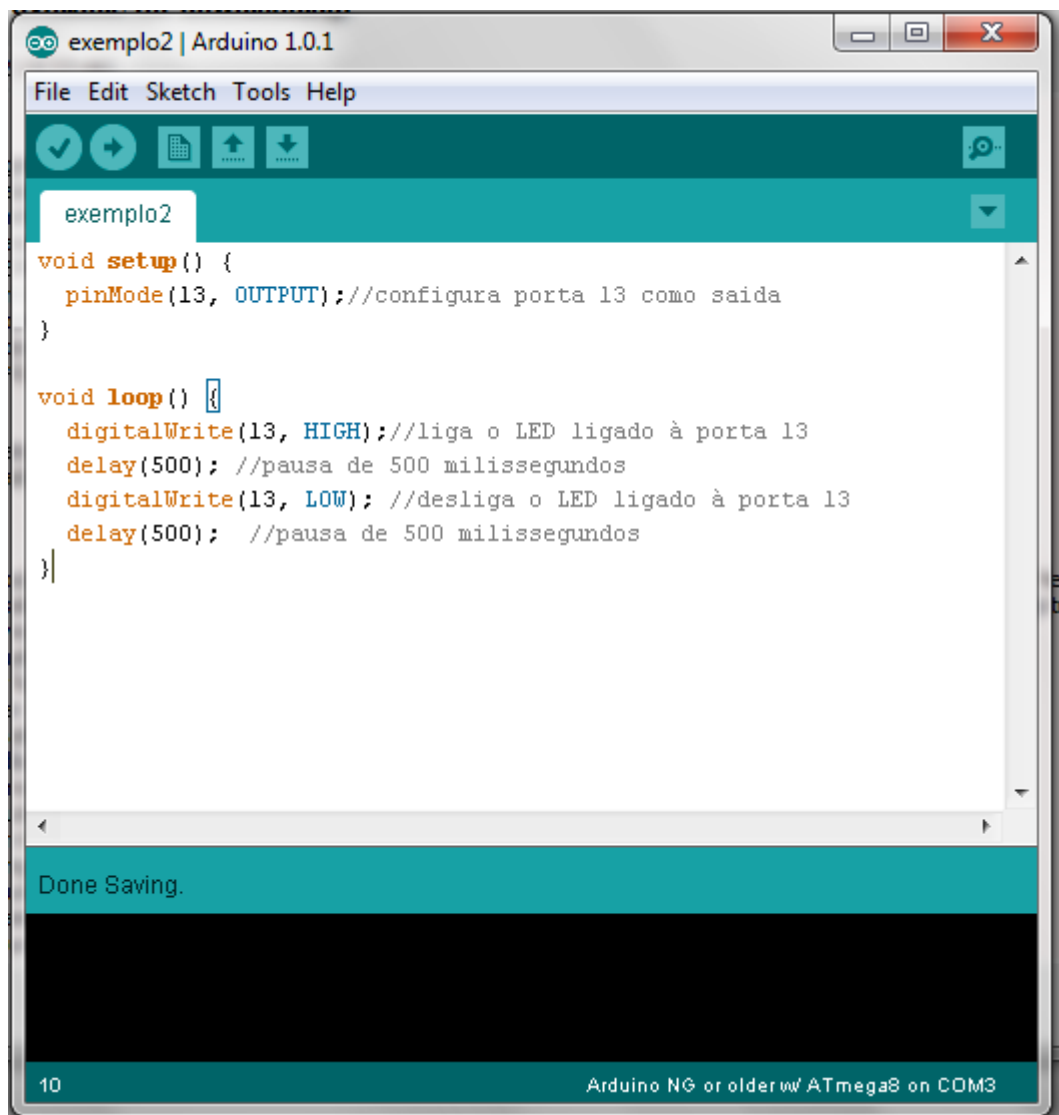 exemplo2 | Arduino 1.0.1
File Edit Sketch Tools Help
exemplo2
void setup() {
  pinMode(13, OUTPUT);//configura porta 13 como saida
}
void loop() {
  digitalWrite(13, HIGH);//liga o LED ligado à porta 13
  delay(500); //pausa de 500 milissegundos
  digitalWrite(13, LOW); //desliga o LED ligado à porta 13
  delay(500);  //pausa de 500 milissegundos
}
Done Saving.
10 Arduino NG or older w/ ATmega8 on COM3